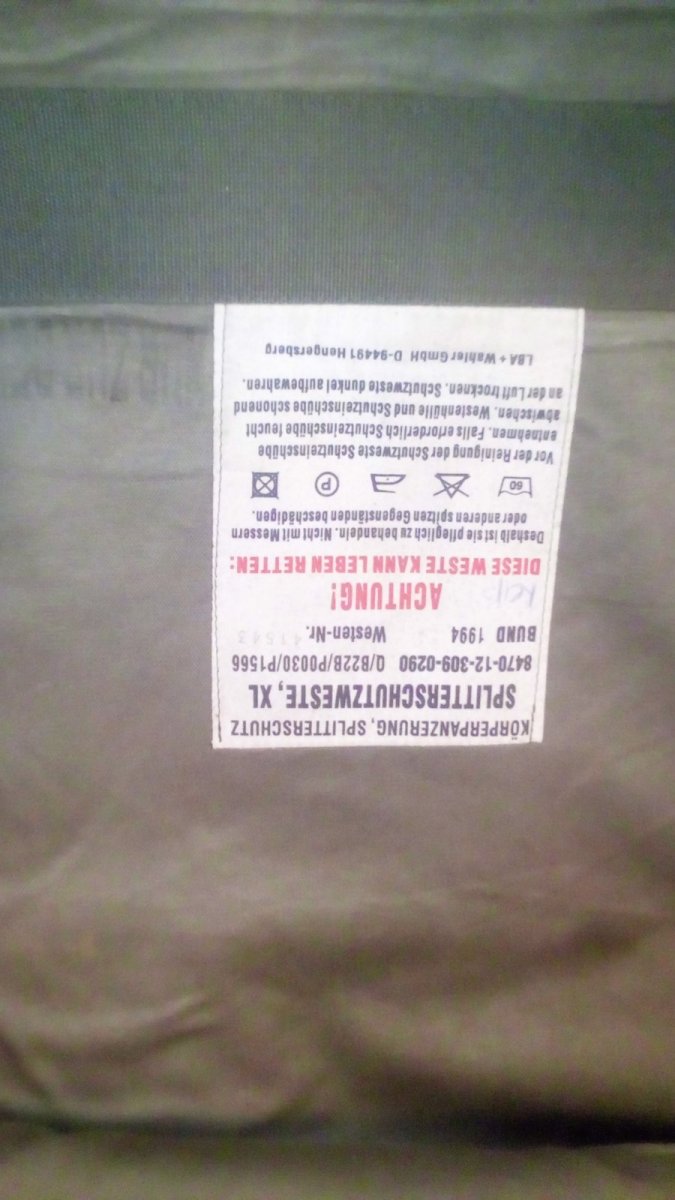 KÖRPERPANZERUNG, SPLITTERSCHUTZ
SPLITTERSCHUTZWESTE, XL
8470-12-309-0290 Q/B22B/P0030/P1566
BUND 1994 Westen-Nr.
ACHTUNG!
DIESE WESTE KANN LEBEN RETTEN:
Deshalb ist sie pfleglich zu behandeln. Nicht mit Messern
oder anderen spitzen Gegenständen beschädigen.
60 P
Vor der Reinigung der Schutzweste Schutzeinschübe
entnehmen. Falls erforderlich Schutzeinschübe feucht
abwischen. Westenhülle und Schutzeinschübe schonend
an der Luft trocknen. Schutzweste dunkel aufbewahren.
LBA + Wahler GmbH D-94491 Hengersberg